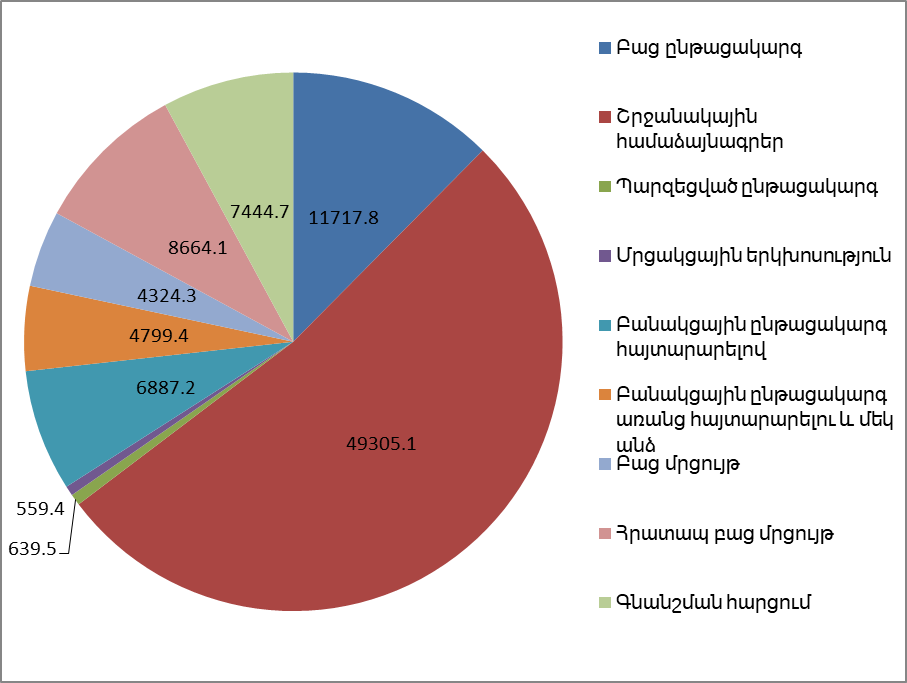 Բաց ընթացակարգ
Շրջանակային
համաձայնագրեր
Պարզեցված ընթացակարգ
Մրցակցային երկխոսություն
Բանակցային ընթացակարգ
հայտարարելով
Բանակցային ընթացակարգ
առանց հայտարարելու և մեկ
անձ
Բաց մրցույթ
Հրատապ բաց մրցույթ
Գնանշման հարցում
11717.8
49305.1
639.5
559.4
6887.2
4799.4
4324.3
8664.1
7444.7